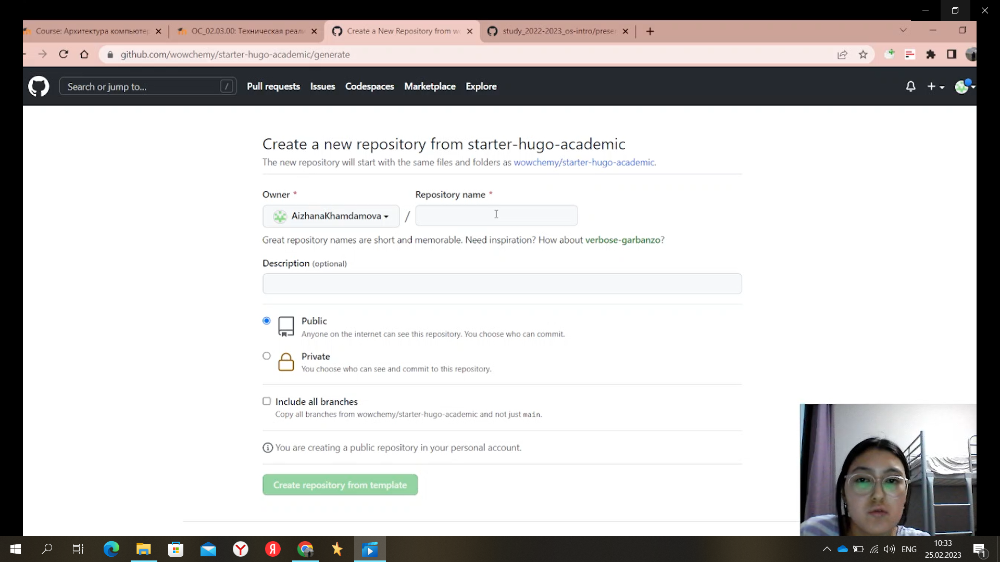 Course: Архитектура компьютер
ОС_02.03.00: Техническая реали
Create a New Repository from wo
study_2022-2023_os-intro/prese
github.com/wowchemy/starter-hugo-academic/generate
Search or jump to...
/
Pull requests
Issues
Codespaces
Marketplace
Explore
Create a new repository from starter-hugo-academic
The new repository will start with the same files and folders as wowchemy/starter-hugo-academic.
Owner *
Repository name *
AizhanaKhamdamova
/
Great repository names are short and memorable. Need inspiration? How about verbose-garbanzo?
Description (optional)
Public
Anyone on the internet can see this repository. You choose who can commit.
Private
You choose who can see and commit to this repository.
Include all branches
Copy all branches from wowchemy/starter-hugo-academic and not just main.
You are creating a public repository in your personal account.
Create repository from template
ENG
10:33
25.02.2023
1